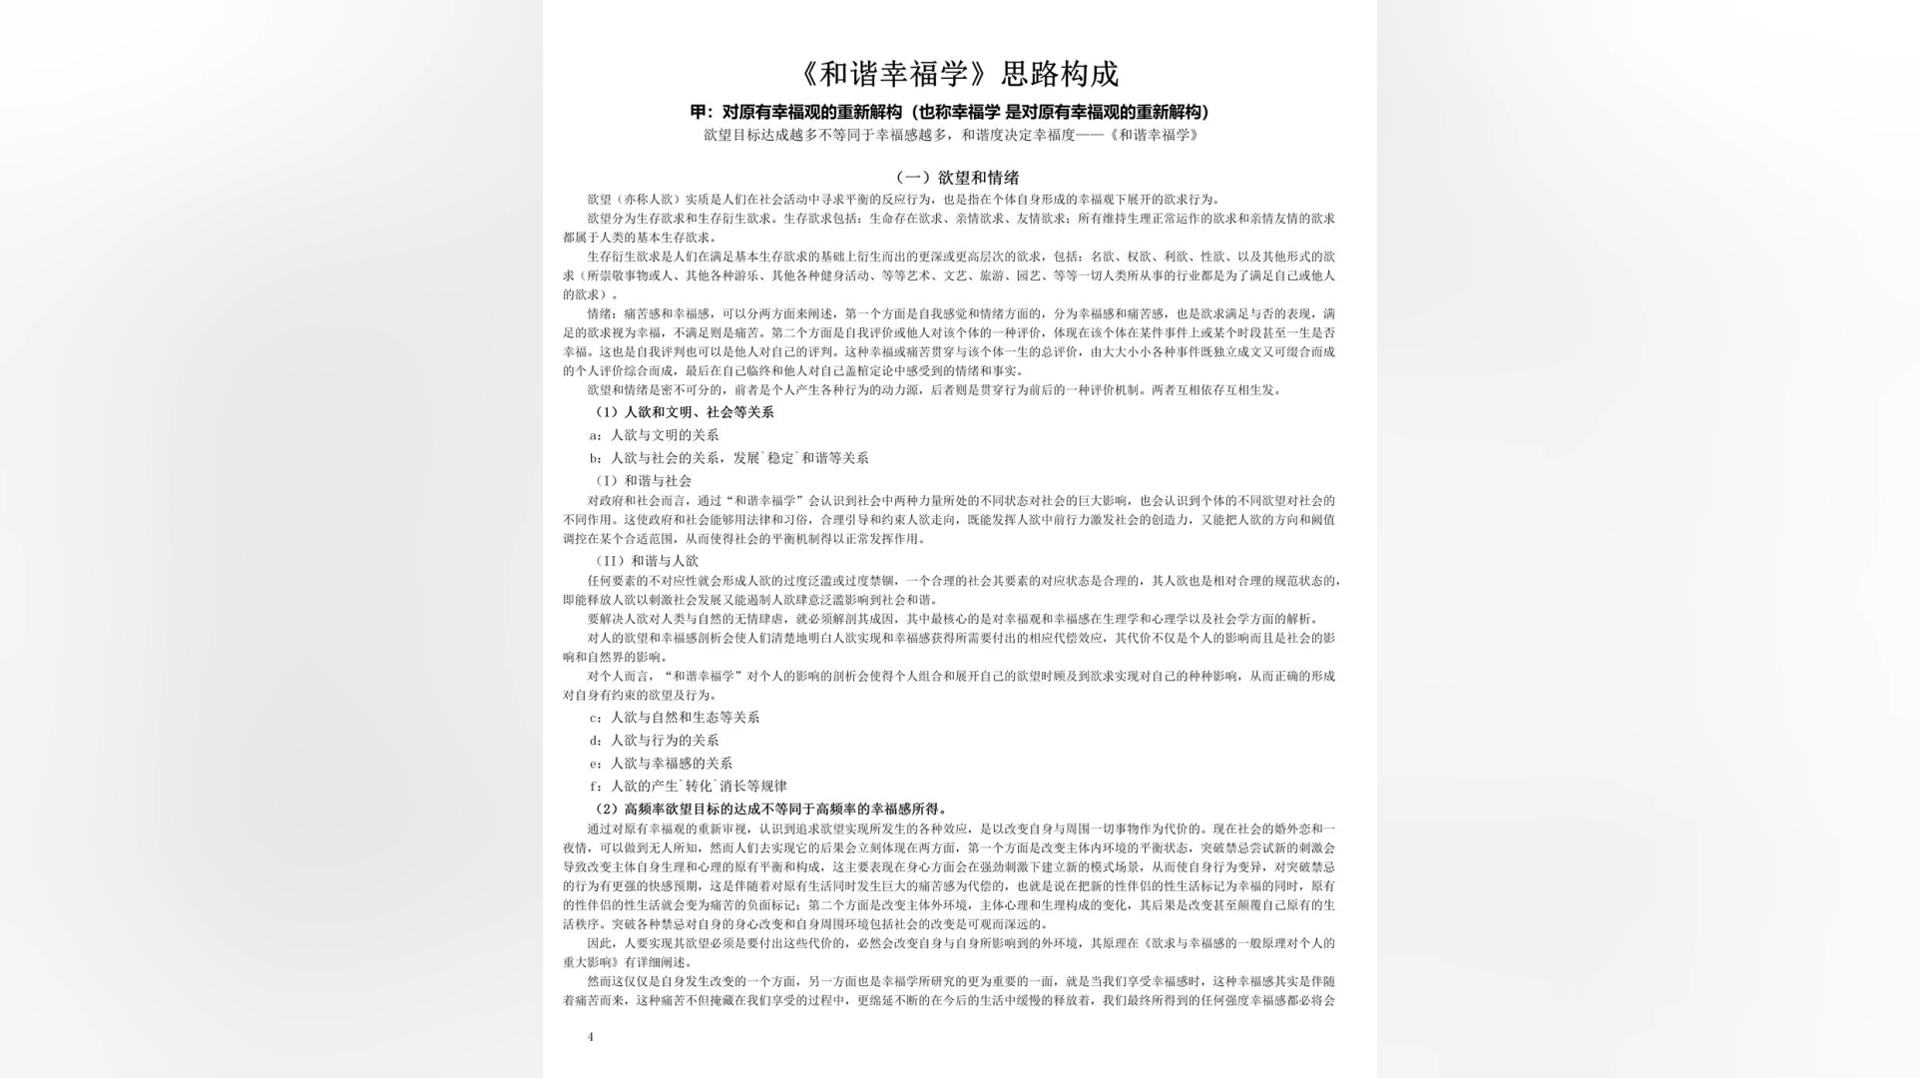 《和谐幸福学》思路构成
甲：对原有幸福观的重新解构（也称幸福学 是对原有幸福观的重新解构）
欲望目标达成越多不等同于幸福感越多，和谐度决定幸福度——《和谐幸福学》
（一）欲望和情绪
欲望（亦称人欲）实质是人们在社会活动中寻求平衡的反应行为，也是指在个体自身形成的幸福观下展开的欲求行为。
欲望分为生存欲求和生存衍生欲求。生存欲求包括：生命存在欲求、亲情欲求、友情欲求；所有维持生理正常运作的欲求和亲情友情的欲求
都属于人类的基本生存欲求。
生存衍生欲求是人们在满足基本生存欲求的基础上衍生而出的更深或更高层次的欲求，包括：名欲、权欲、利欲、性欲、以及其他形式的欲
求（所崇敬事物或人、其他各种游乐、其他各种健身活动、等等艺术、文艺、旅游、园艺、等等一切人类所从事的行业都是为了满足自己或他人
的欲求）。
情绪：痛苦感和幸福感，可以分两方面来阐述，第一个方面是自我感觉和情绪方面的，分为幸福感和痛苦感，也是欲求满足与否的表现，满
足的欲求视为幸福，不满足则是痛苦。第二个方面是自我评价或他人对该个体的一种评价，体现在该个体在某件事件上或某个时段甚至一生是否
幸福。这也是自我评判也可以是他人对自己的评判。这种幸福或痛苦贯穿与该个体一生的总评价，由大大小小各种事件既独立成文又可缀合而成
的个人评价综合而成，最后在自己临终和他人对自己盖棺定论中感受到的情绪和事实。
欲望和情绪是密不可分的，前者是个人产生各种行为的动力源，后者则是贯穿行为前后的一种评价机制。两者互相依存互相生发。
（1）人欲和文明、社会等关系
a：人欲与文明的关系
b：人欲与社会的关系，发展`稳定`和谐等关系
（I）和谐与社会
对政府和社会而言，通过“和谐幸福学”会认识到社会中两种力量所处的不同状态对社会的巨大影响，也会认识到个体的不同欲望对社会的
不同作用。这使政府和社会能够用法律和习俗，合理引导和约束人欲走向，既能发挥人欲中前行力激发社会的创造力，又能把人欲的方向和阈值
调控在某个合适范围，从而使得社会的平衡机制得以正常发挥作用。
（II）和谐与人欲
任何要素的不对应性就会形成人欲的过度泛滥或过度禁锢，一个合理的社会其要素的对应状态是合理的，其人欲也是相对合理的规范状态的，
即能释放人欲以刺激社会发展又能遏制人欲肆意泛滥影响到社会和谐。
要解决人欲对人类与自然的无情肆虐，就必须解剖其成因，其中最核心的是对幸福观和幸福感在生理学和心理学以及社会学方面的解析。
对人的欲望和幸福感剖析会使人们清楚地明白人欲实现和幸福感获得所需要付出的相应代偿效应，其代价不仅是个人的影响而且是社会的影
响和自然界的影响。
对个人而言，“和谐幸福学”对个人的影响的剖析会使得个人组合和展开自己的欲望时顾及到欲求实现对自己的种种影响，从而正确的形成
对自身有约束的欲望及行为。
c：人欲与自然和生态等关系
d：人欲与行为的关系
e：人欲与幸福感的关系
f：人欲的产生`转化`消长等规律
（2）高频率欲望目标的达成不等同于高频率的幸福感所得。
通过对原有幸福观的重新审视，认识到追求欲望实现所发生的各种效应，是以改变自身与周围一切事物作为代价的。现在社会的婚外恋和一
夜情，可以做到无人所知，然而人们去实现它的后果会立刻体现在两方面，第一个方面是改变主体内环境的平衡状态，突破禁忌尝试新的刺激会
导致改变主体自身生理和心理的原有平衡和构成，这主要表现在身心方面会在强劲刺激下建立新的模式场景，从而使自身行为变异，对突破禁忌
的行为有更强的快感预期，这是伴随着对原有生活同时发生巨大的痛苦感为代偿的，也就是说在把新的性伴侣的性生活标记为幸福的同时，原有
的性伴侣的性生活就会变为痛苦的负面标记；第二个方面是改变主体外环境，主体心理和生理构成的变化，其后果是改变甚至颠覆自己原有的生
活秩序。突破各种禁忌对自身的身心改变和自身周围环境包括社会的改变是可观而深远的。
因此，人要实现其欲望必须是要付出这些代价的，必然会改变自身与自身所影响到的外环境，其原理在《欲求与幸福感的一般原理对个人的
重大影响》有详细阐述。
然而这仅仅是自身发生改变的一个方面，另一方面也是幸福学所研究的更为重要的一面，就是当我们享受幸福感时，这种幸福感其实是伴随
着痛苦而来，这种痛苦不但掩藏在我们享受的过程中，更绵延不断的在今后的生活中缓慢的释放着，我们最终所得到的任何强度幸福感都必将会
4